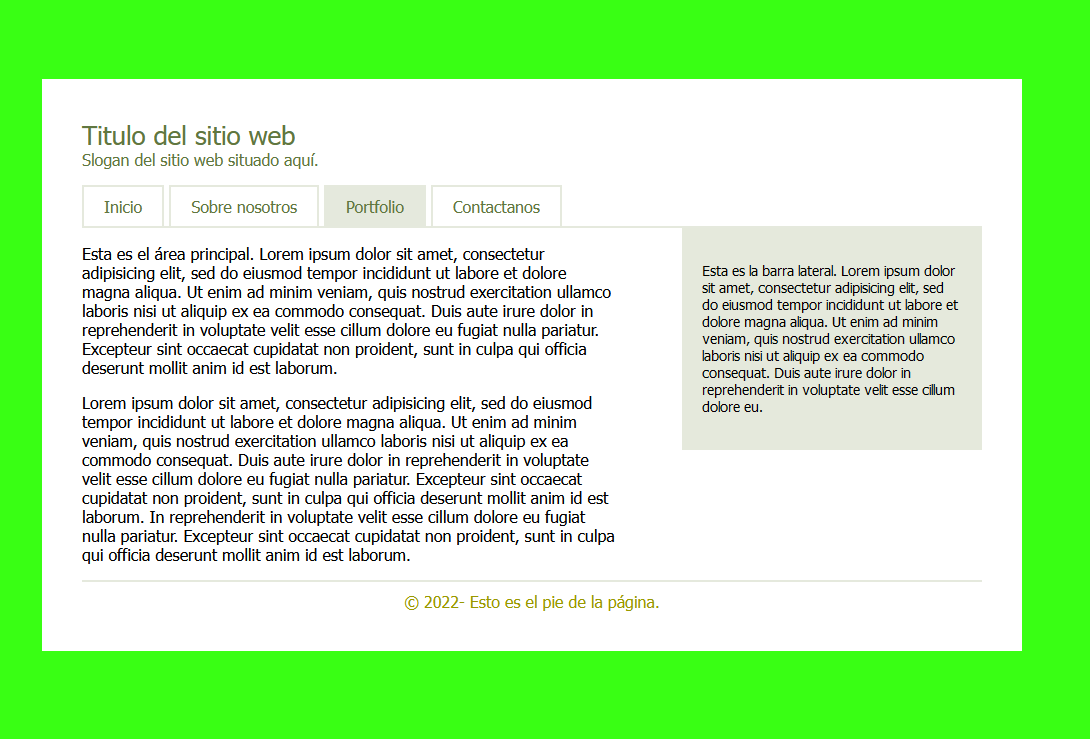 Titulo del sitio web
Slogan del sitio web situado aquí.
Inicio
Sobre nosotros
Portfolio
Contactanos
Esta es el área principal. Lorem ipsum dolor sit amet, consectetur
adipisicing elit, sed do eiusmod tempor incididunt ut labore et dolore
magna aliqua. Ut enim ad minim veniam, quis nostrud exercitation ullamco
laboris nisi ut aliquip ex ea commodo consequat. Duis aute irure dolor in
reprehenderit in voluptate velit esse cillum dolore eu fugiat nulla pariatur.
Excepteur sint occaecat cupidatat non proident, sunt in culpa qui officia
deserunt mollit anim id est laborum.
Lorem ipsum dolor sit amet, consectetur adipisicing elit, sed do eiusmod
tempor incididunt ut labore et dolore magna aliqua. Ut enim ad minim
veniam, quis nostrud exercitation ullamco laboris nisi ut aliquip ex ea
commodo consequat. Duis aute irure dolor in reprehenderit in voluptate
velit esse cillum dolore eu fugiat nulla pariatur. Excepteur sint occaecat
cupidatat non proident, sunt in culpa qui officia deserunt mollit anim id est
laborum. In reprehenderit in voluptate velit esse cillum dolore eu fugiat
nulla pariatur. Excepteur sint occaecat cupidatat non proident, sunt in culpa
qui officia deserunt mollit anim id est laborum.
Esta es la barra lateral. Lorem ipsum dolor
sit amet, consectetur adipisicing elit, sed
do eiusmod tempor incididunt ut labore et
dolore magna aliqua. Ut enim ad minim
veniam, quis nostrud exercitation ullamco
laboris nisi ut aliquip ex ea commodo
consequat. Duis aute irure dolor in
reprehenderit in voluptate velit esse cillum
dolore eu.
© 2022- Esto es el pie de la página.